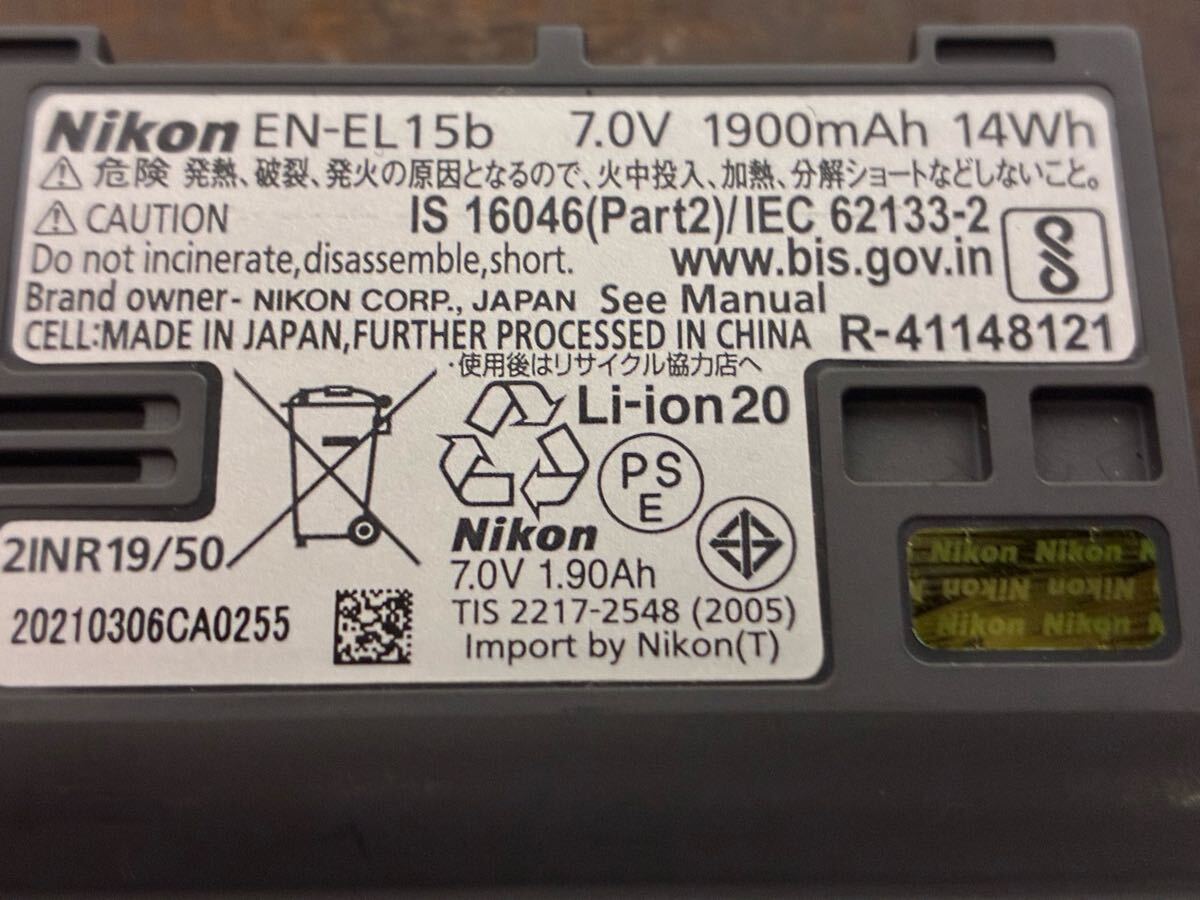 Nikon EN-EL15b 7.0V 1900mAh 14Wh
危険 発熱、破裂、発火の原因となるので、火中投入、加熱、分解ショートなどしないこと。
CAUTION IS 16046(Part2)/IEC 62133-2
Do not incinerate,disassemble,short. www.bis.gov.in
Brand owner- NIKON CORP., JAPAN See Manual
CELL:MADE IN JAPAN,FURTHER PROCESSED IN CHINA R-41148121
・使用後はリサイクル協力店へ
Li-ion20
PS
E
2INR19/50
20210306CA0255
Nikon
7.0V 1.90Ah
TIS 2217-2548 (2005)
Import by Nikon(T)
Nikon Nikon
Nikon
Nikon Nikon